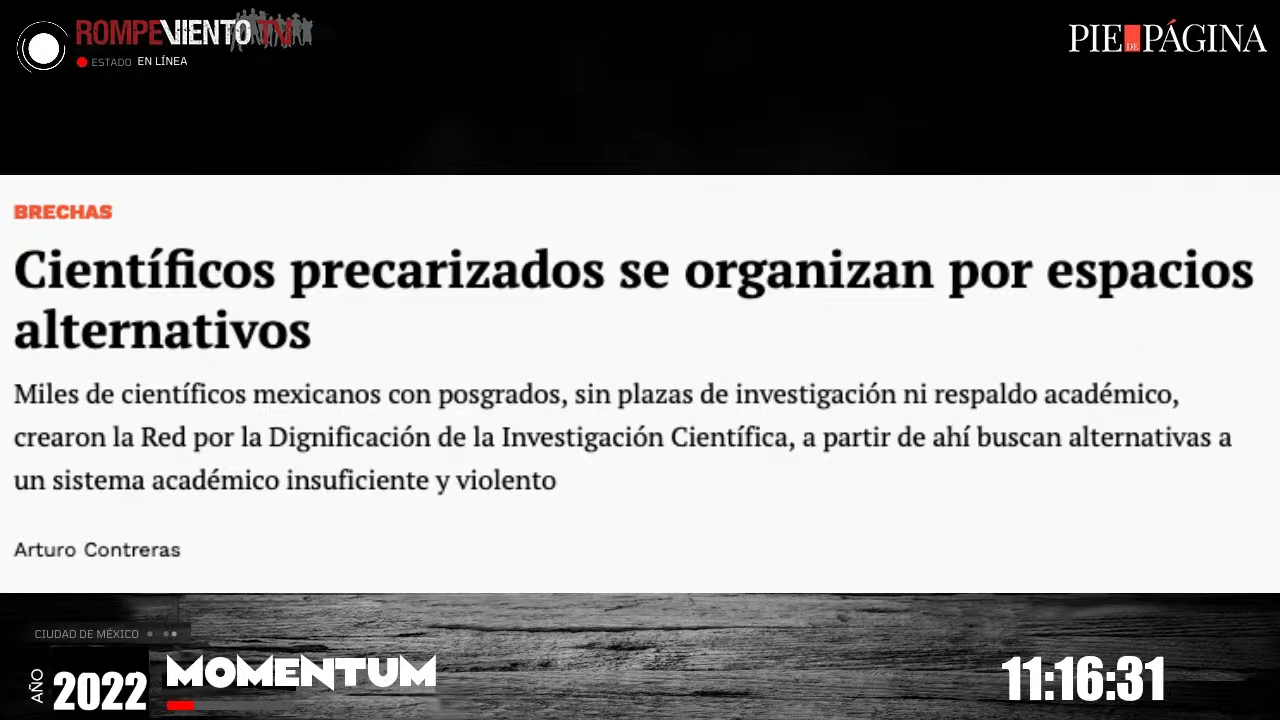 ROMPEVIENTO TV
ESTADO EN LÍNEA
PIE DE PÁGINA
BRECHAS
Científicos precarizados se organizan por espacios
alternativos
Miles de científicos mexicanos con posgrados, sin plazas de investigación ni respaldo académico,
crearon la Red por la Dignificación de la Investigación Científica, a partir de ahí buscan alternativas a
un sistema académico insuficiente y violento
Arturo Contreras
CIUDAD DE MÉXICO
AÑO
2022
MOMENTUM
11:16:31